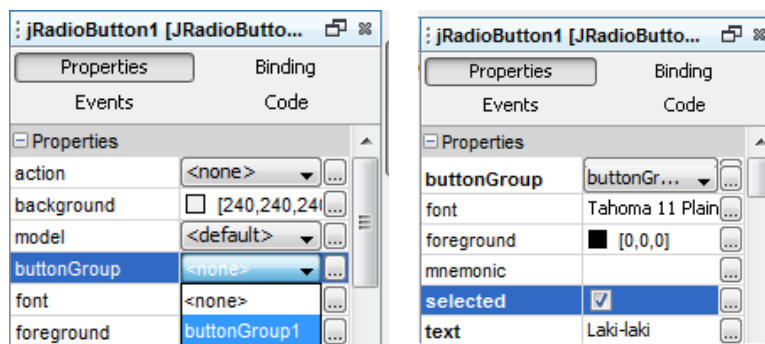 jRadioButton1 [JRadioButto...
Properties Binding
Events Code
Properties
action <none> ...
background [240,240,240 ...
model <default> ...
buttonGroup <none> ...
font <none> ...
foreground buttonGroup1 ...
jRadioButton1 [JRadioButto...
Properties Binding
Events Code
Properties
buttonGroup buttonGr... ...
font Tahoma 11 Plain ...
foreground [0,0,0] ...
mnemonic ...
selected ...
text Laki-laki ...